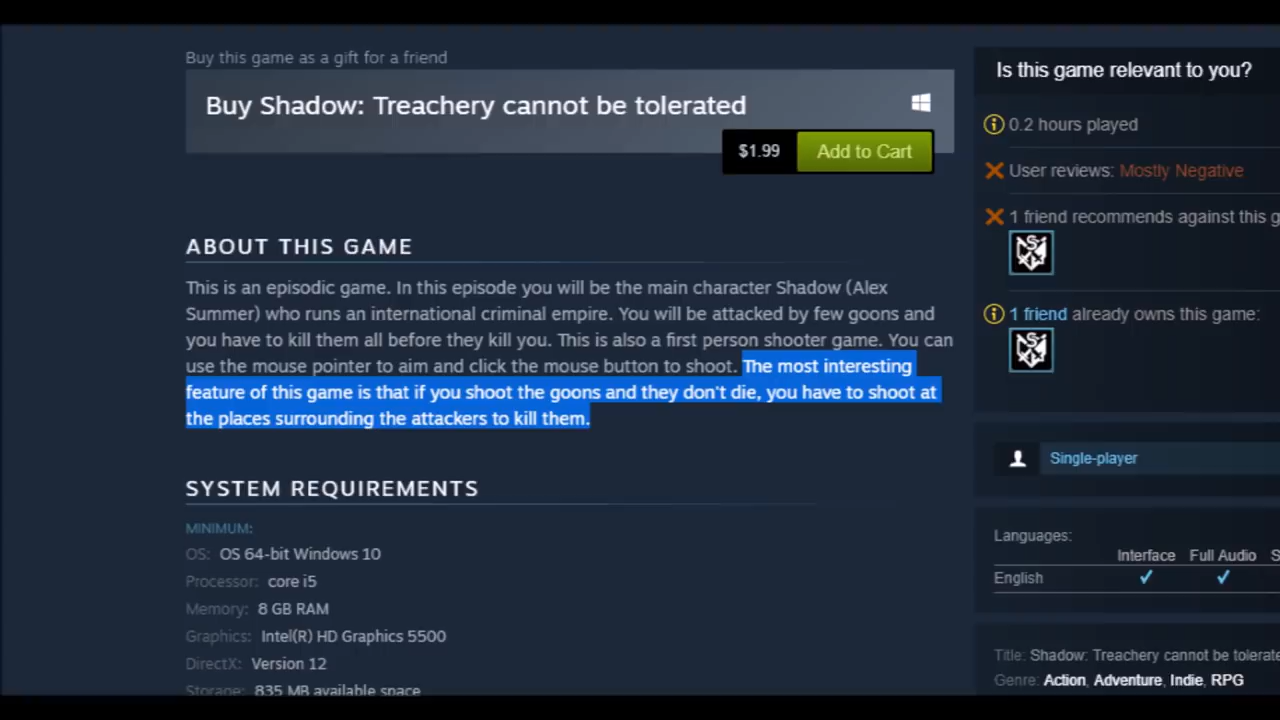 Buy this game as a gift for a friend
Buy Shadow: Treachery cannot be tolerated
$1.99 Add to Cart
ABOUT THIS GAME
This is an episodic game. In this episode you will be the main character Shadow (Alex
Summer) who runs an international criminal empire. You will be attacked by few goons and
you have to kill them all before they kill you. This is also a first person shooter game. You can
use the mouse pointer to aim and click the mouse button to shoot. The most interesting
feature of this game is that if you shoot the goons and they don't die, you have to shoot at
the places surrounding the attackers to kill them.
SYSTEM REQUIREMENTS
MINIMUM:
OS: OS 64-bit Windows 10
Processor: core i5
Memory: 8 GB RAM
Graphics: Intel(R) HD Graphics 5500
DirectX: Version 12
Storage: 835 MB available space
Is this game relevant to you?
0.2 hours played
User reviews: Mostly Negative
1 friend recommends against this g
1 friend already owns this game:
Single-player
Languages:
Interface Full Audio S
English
Title: Shadow: Treachery cannot be tolerate
Genre: Action, Adventure, Indie, RPG